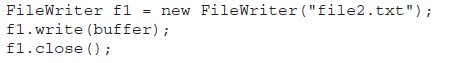 FileWriter f1 = new FileWriter("file2.txt");
f1.write(buffer);
f1.close();